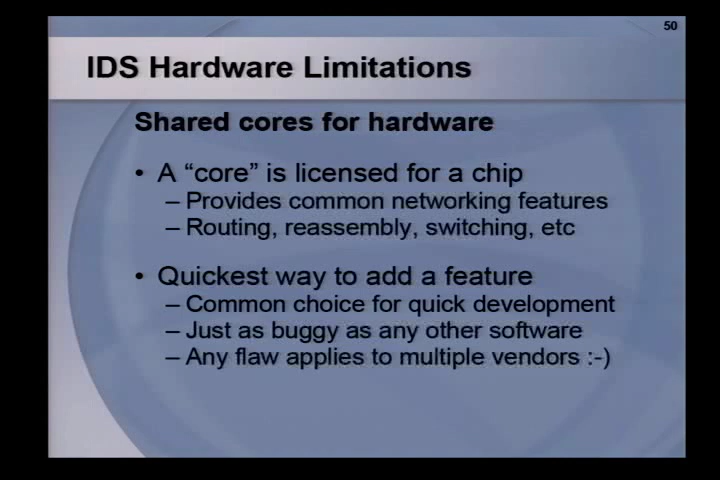 50
IDS Hardware Limitations
Shared cores for hardware
• A “core” is licensed for a chip
– Provides common networking features
– Routing, reassembly, switching, etc
• Quickest way to add a feature
– Common choice for quick development
– Just as buggy as any other software
– Any flaw applies to multiple vendors :-)